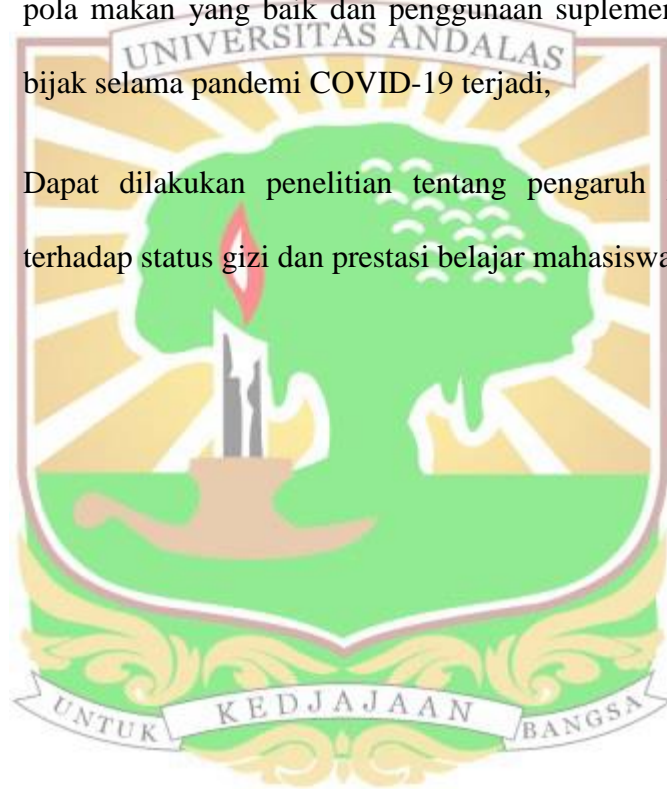 pola makan yang baik dan penggunaan suplemen
UNIVERSITAS ANDALAS
bijak selama pandemi COVID-19 terjadi,
Dapat dilakukan penelitian tentang pengaruh
terhadap status gizi dan prestasi belajar mahasiswa
UNTUK KEDJAJAAN BANGSA